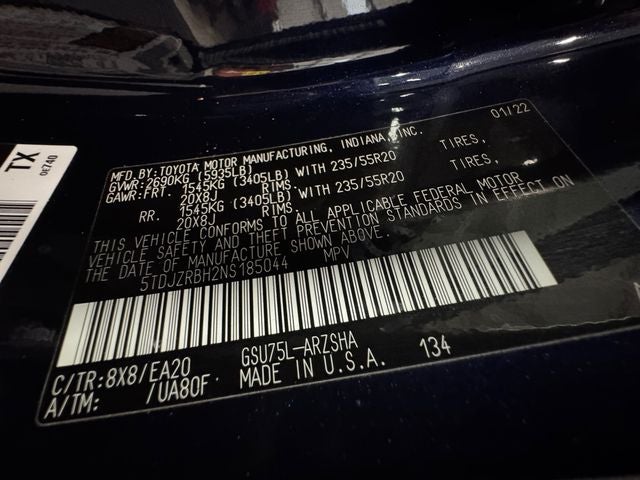 01/22
MFD.BY:TOYOTA MOTOR MANUFACTURING, INDIANA, INC.
GVWR:2690KG (5935LB)
GAWR:FRT. 1545KG (3405LB) WITH 235/55R20 TIRES,
20X8J RIMS.
RR. 1545KG (3405LB) WITH 235/55R20 TIRES,
20X8J RIMS.
THIS VEHICLE CONFORMS TO ALL APPLICABLE FEDERAL MOTOR
VEHICLE SAFETY AND THEFT PREVENTION STANDARDS IN EFFECT ON
THE DATE OF MANUFACTURE SHOWN ABOVE.
5TDJZRBH2NS185044 MPV
C/TR:8X8/EA20 GSU75L-ARZSHA
A/TM: /UA80F MADE IN U.S.A. 134
TX